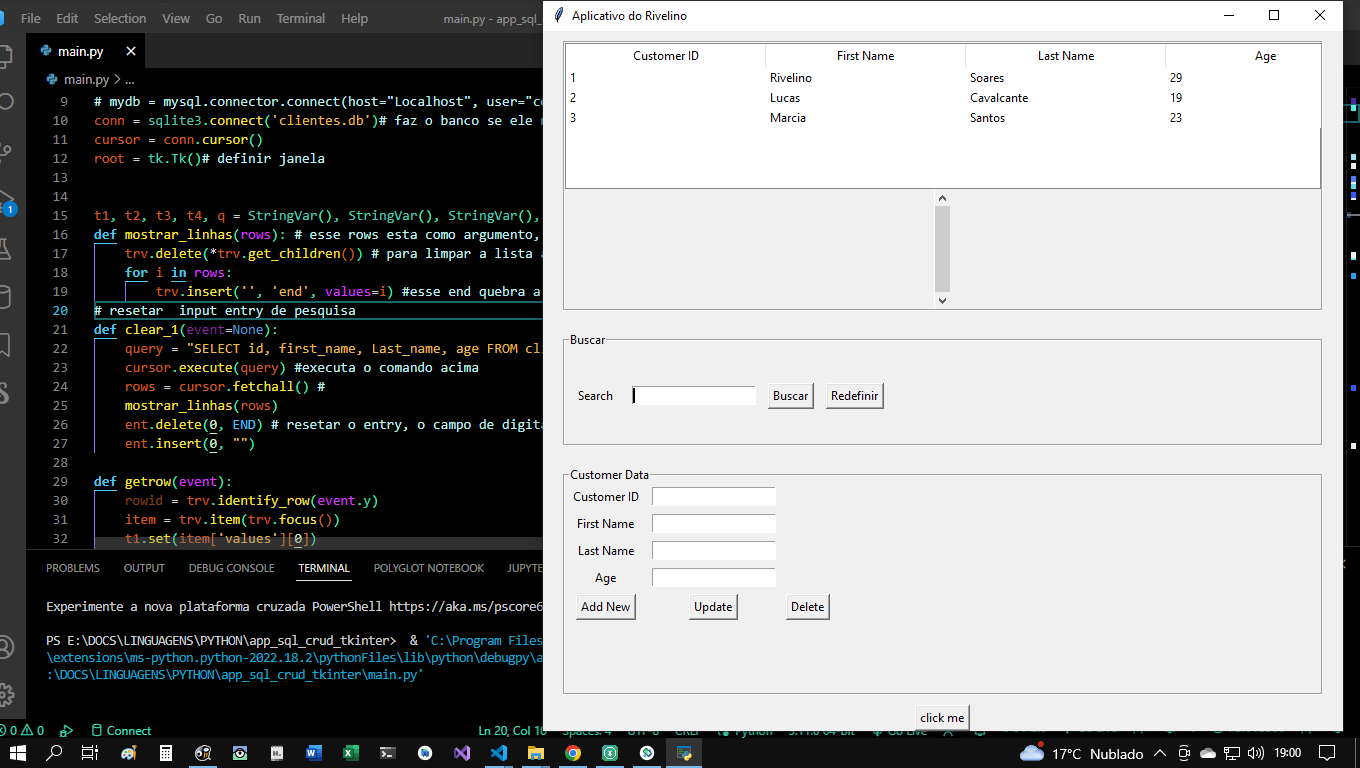 File Edit Selection View Go Run Terminal Help main.py - app_sql_
main.py
main.py > ...
9 # mydb = mysql.connector.connect(host="Localhost", user="co
10 conn = sqlite3.connect('clientes.db')# faz o banco se ele
11 cursor = conn.cursor()
12 root = tk.Tk()# definir janela
13
14
15 t1, t2, t3, t4, q = StringVar(), StringVar(), StringVar(),
16 def mostrar_linhas(rows): # esse rows esta como argumento,
17 trv.delete(*trv.get_children()) # para limpar a lista
18 for i in rows:
19 trv.insert('', 'end', values=i) #esse end quebra a
20 # resetar  input entry de pesquisa
21 def clear_1(event=None):
22 query = "SELECT id, first_name, Last_name, age FROM cli
23 cursor.execute(query) #executa o comando acima
24 rows = cursor.fetchall() #
25 mostrar_linhas(rows)
26 ent.delete(0, END) # resetar o entry, o campo de digita
27 ent.insert(0, "")
28
29 def getrow(event):
30 rowid = trv.identify_row(event.y)
31 item = trv.item(trv.focus())
32 t1.set(item['values'][0])
PROBLEMS OUTPUT DEBUG CONSOLE TERMINAL POLYGLOT NOTEBOOK JUPYTE
Experimente a nova plataforma cruzada PowerShell https://aka.ms/pscore6
PS E:\DOCS\LINGUAGENS\PYTHON\app_sql_crud_tkinter>  & 'C:\Program Files
\extensions\ms-python.python-2022.18.2\pythonFiles\lib\python\debugpy\a
:\DOCS\LINGUAGENS\PYTHON\app_sql_crud_tkinter\main.py'
1
0 0 Connect Ln 20, Col 10
Aplicativo do Rivelino
Customer ID First Name Last Name Age
1 Rivelino Soares 29
2 Lucas Cavalcante 19
3 Marcia Santos 23
Buscar
Search Buscar Redefinir
Customer Data
Customer ID
First Name
Last Name
Age
Add New Update Delete
click me
17°C Nublado 19:00